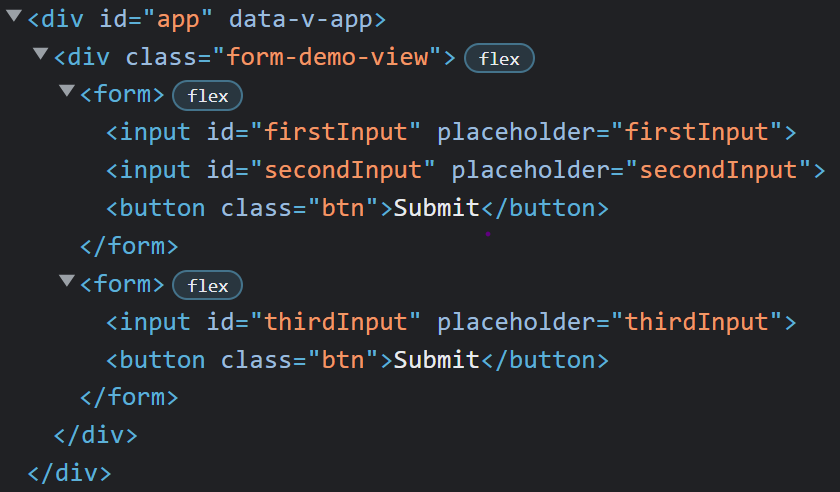 <div id="app" data-v-app>
<div class="form-demo-view"> flex
<form> flex
<input id="firstInput" placeholder="firstInput">
<input id="secondInput" placeholder="secondInput">
<button class="btn">Submit</button>
</form>
<form> flex
<input id="thirdInput" placeholder="thirdInput">
<button class="btn">Submit</button>
</form>
</div>
</div>